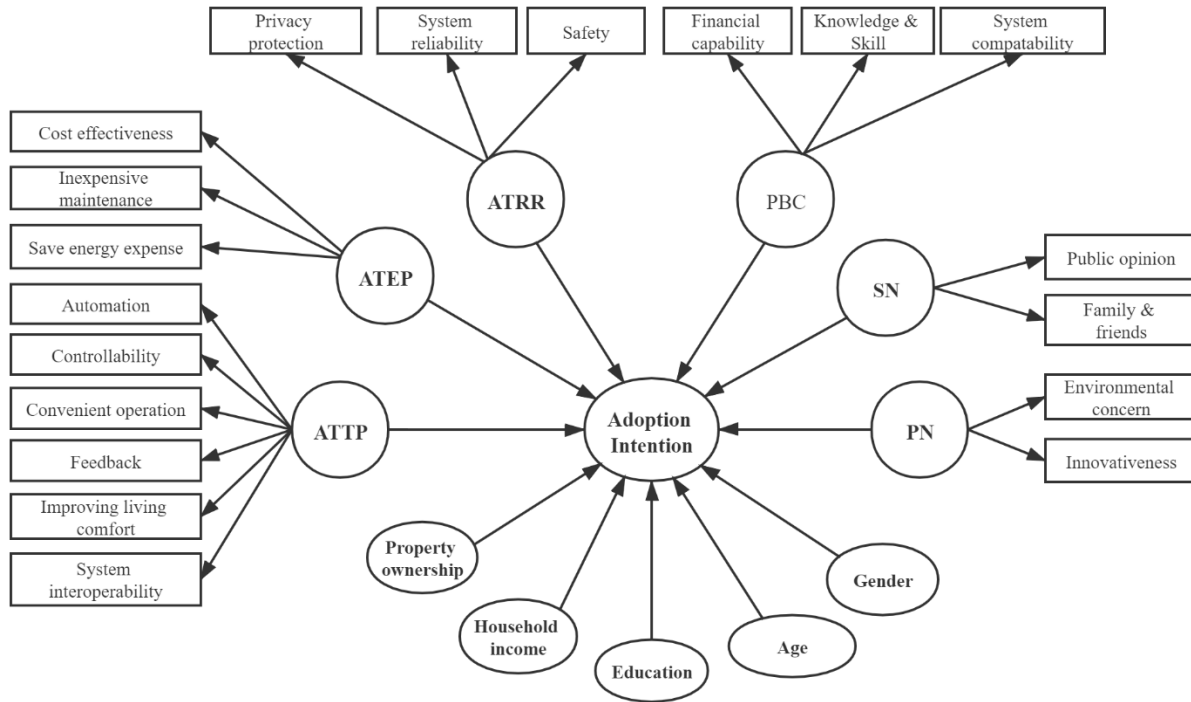 Privacy
protection
System
reliability
Safety
Financial
capability
Knowledge &
Skill
System
compatability
Cost effectiveness
Inexpensive
maintenance
Save energy expense
Automation
Controllability
Convenient operation
Feedback
Improving living
comfort
System
interoperability
ATRR
PBC
ATEP
SN
ATTP
Adoption
Intention
PN
Public opinion
Family &
friends
Environmental
concern
Innovativeness
Property
ownership
Household
income
Education
Age
Gender